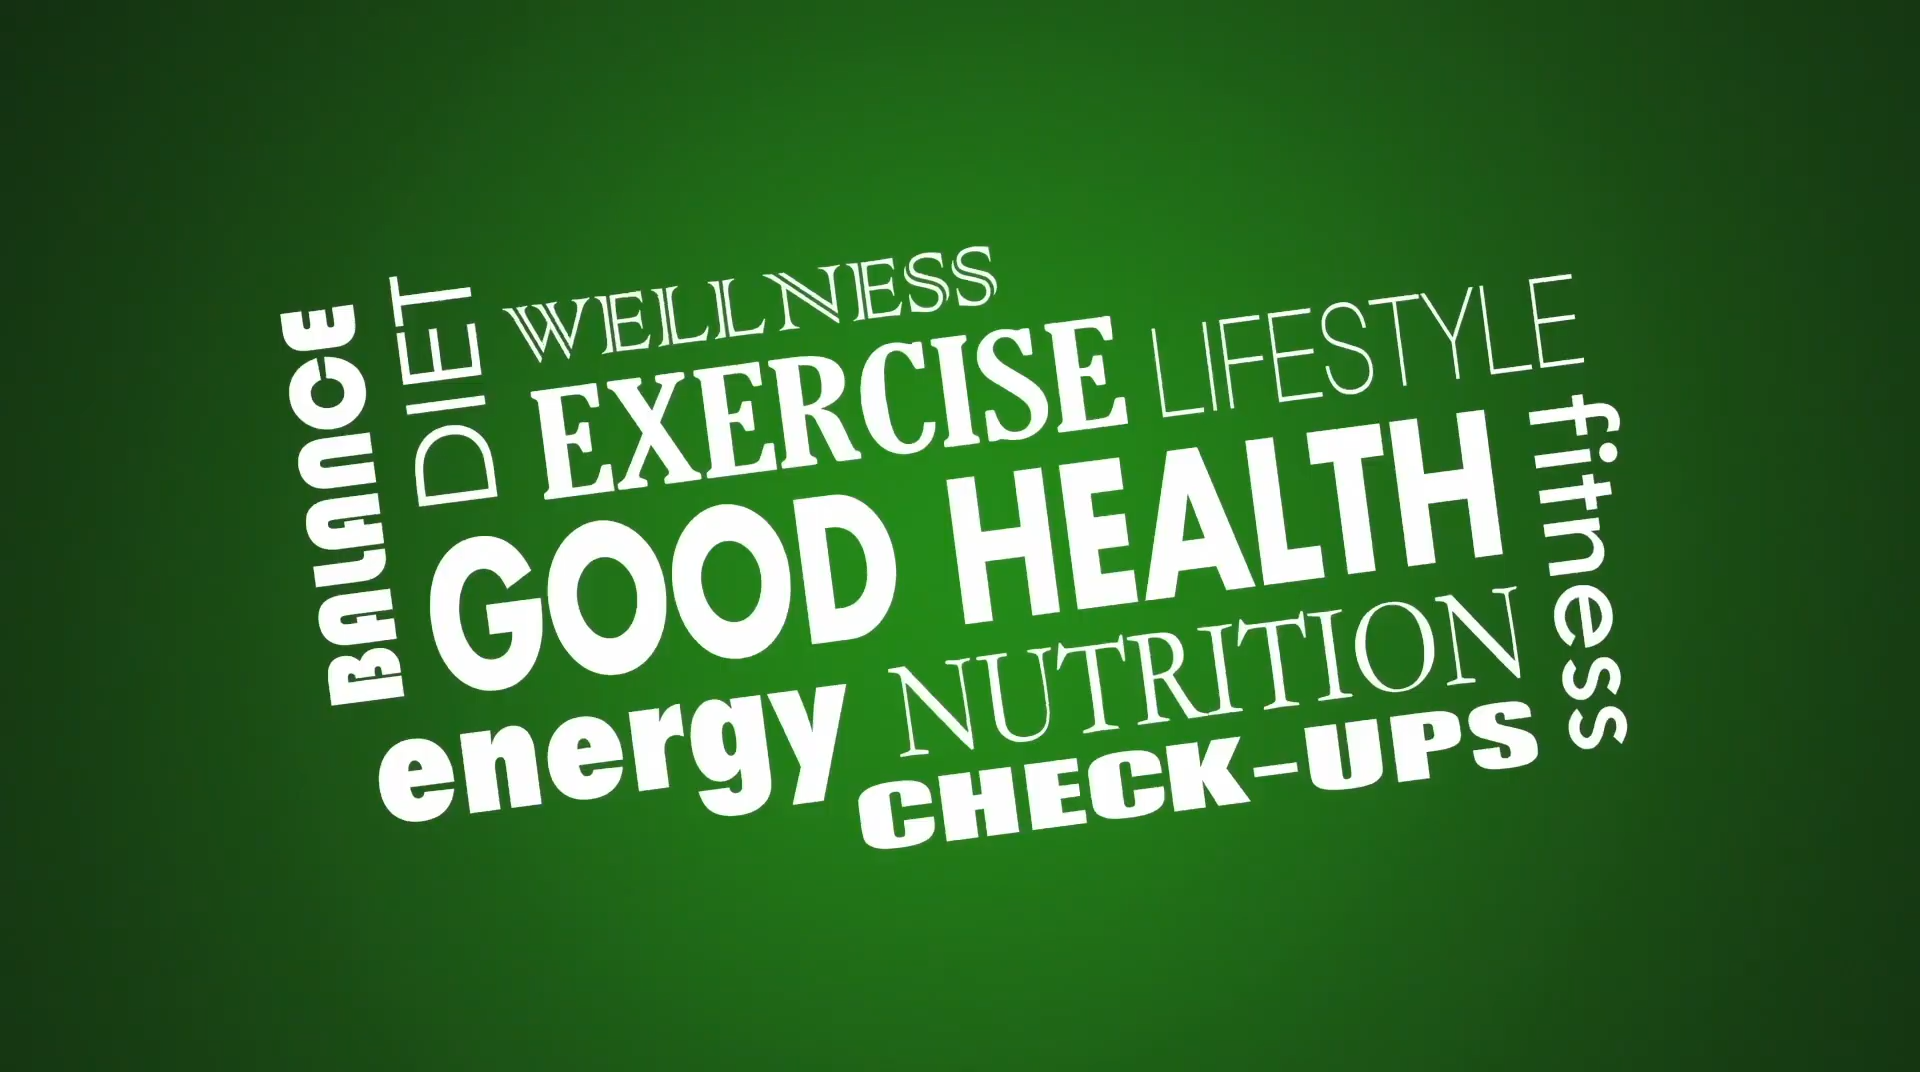 BALANCE
DIET
WELLNESS
EXERCISE
LIFESTYLE
GOOD HEALTH
fitness
energy
NUTRITION
CHECK-UPS